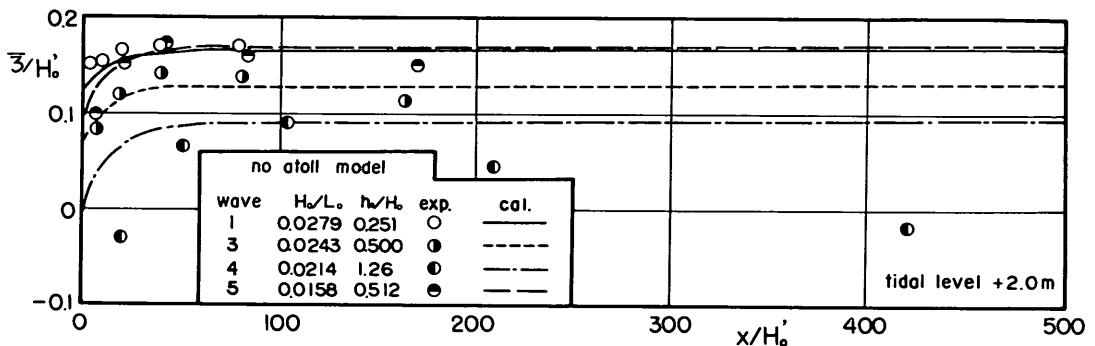 0.2
3̅/H₀'
0.1
0
-0.1
no atoll model
wave H₀/L₀ h₀/H₀ exp. cal.
1 0.0279 0.251
3 0.0243 0.500
4 0.0214 1.26
5 0.0158 0.512
tidal level +2.0m
0 100 200 300 400 500
x/H₀'